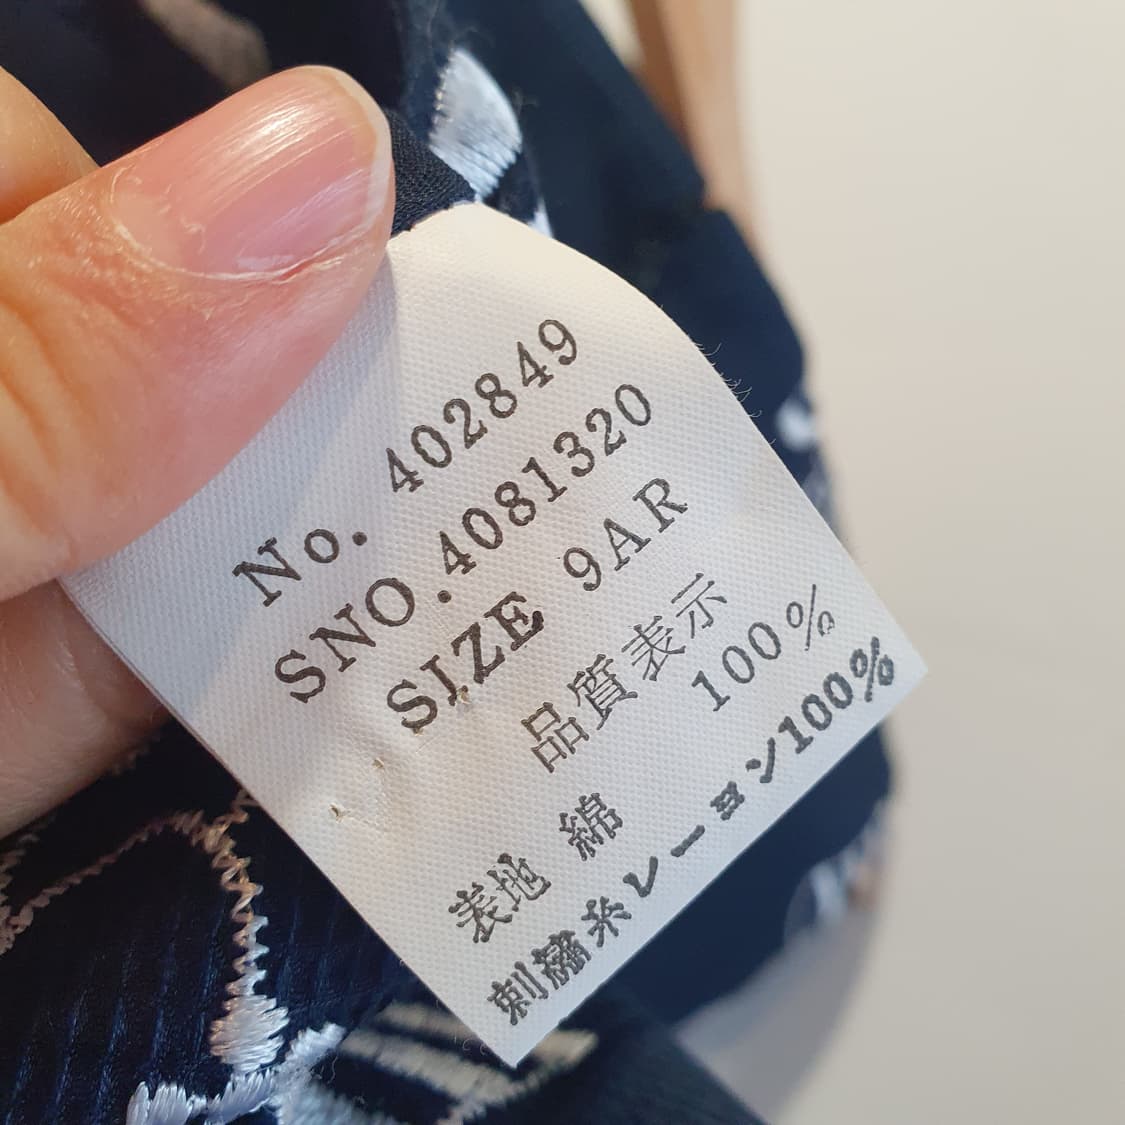 No. 402849
SNO.4081320
SIZE 9AR
品質表示
表地 綿 100%
刺繍糸レーヨン100%